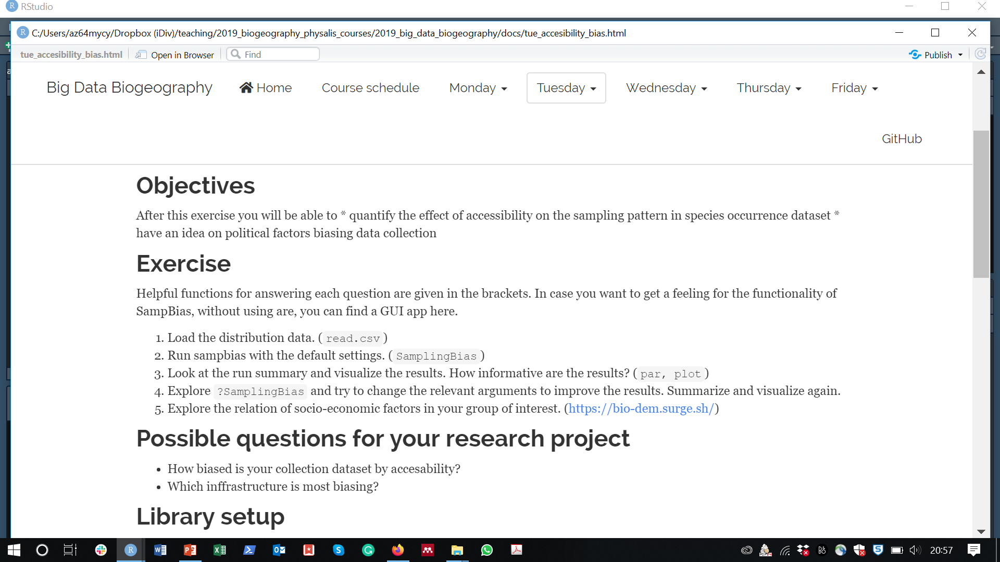 RStudio
C:/Users/az64mycy/Dropbox (iDiv)/teaching/2019_biogeography_physalis_courses/2019_big_data_biogeography/docs/tue_accesibility_bias.html
tue_accesibility_bias.html Open in Browser Find Publish
Big Data Biogeography Home Course schedule Monday Tuesday Wednesday Thursday Friday
GitHub
Objectives
After this exercise you will be able to * quantify the effect of accessibility on the sampling pattern in species occurrence dataset *
have an idea on political factors biasing data collection
Exercise
Helpful functions for answering each question are given in the brackets. In case you want to get a feeling for the functionality of
SampBias, without using are, you can find a GUI app here.
1. Load the distribution data. ( read.csv )
2. Run sampbias with the default settings. ( SamplingBias )
3. Look at the run summary and visualize the results. How informative are the results? ( par, plot )
4. Explore ?SamplingBias and try to change the relevant arguments to improve the results. Summarize and visualize again.
5. Explore the relation of socio-economic factors in your group of interest. (https://bio-dem.surge.sh/)
Possible questions for your research project
• How biased is your collection dataset by accesability?
• Which inffrastructure is most biasing?
Library setup
20:57